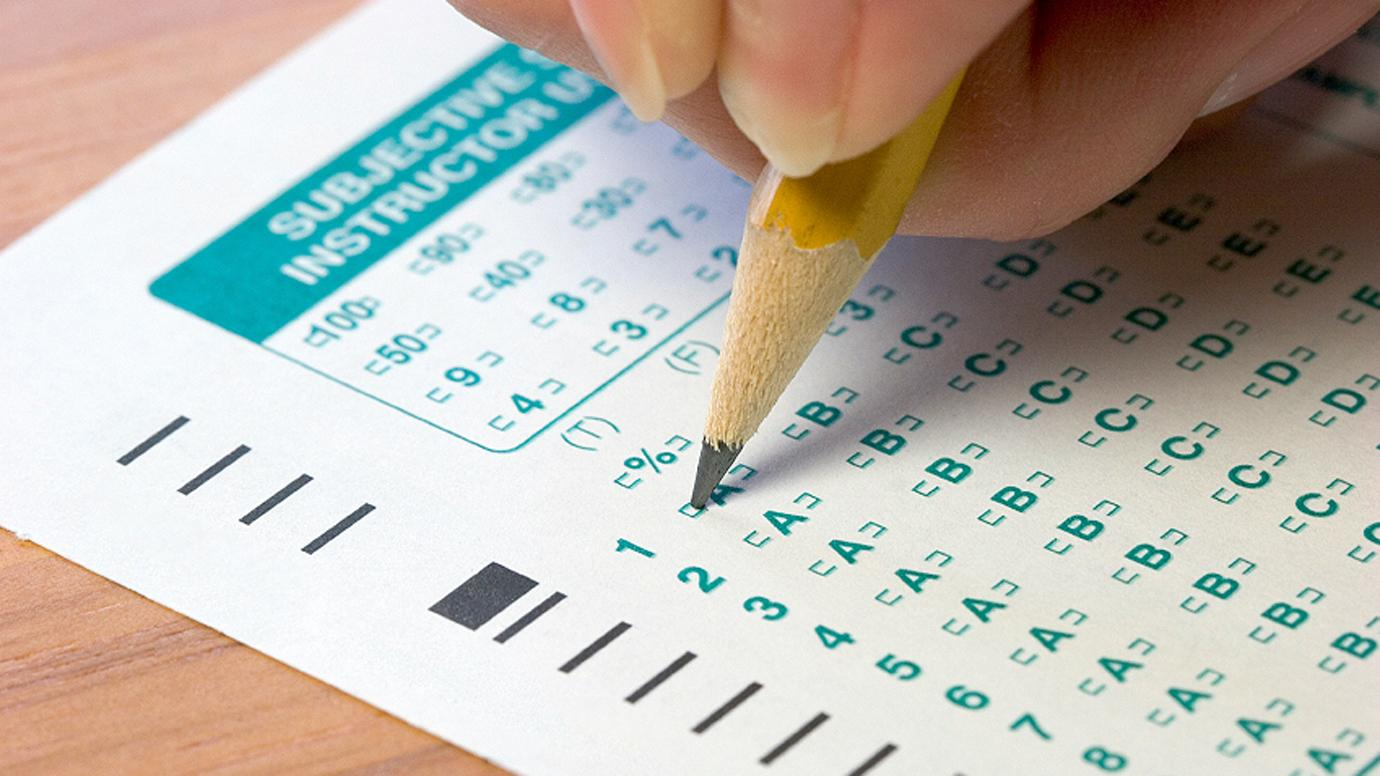 SUBJECTIVE
INSTRUCTOR
100 90 80
50 40 30
9 8 7
4 3 2
(T) (F)
% 3
1 A B C D E
2 A B C D E
3 A B C D E
4 A B C D E
5 A B C D E
6 A B C D
7 A B C
8 A B C
A B
A